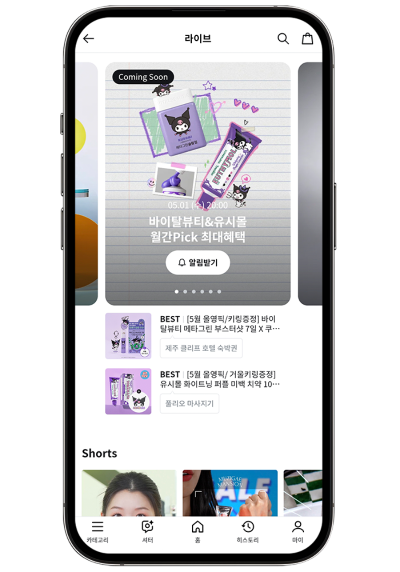 라이브
Coming Soon
05.01 (수) 20:00
바이탈뷰티&유시몰
월간Pick 최대혜택
알림받기
BEST | [5월 올영픽/키링증정] 바이
탈뷰티 메타그린 부스터샷 7일 X 쿠…
제주 클리프 호텔 숙박권
BEST | [5월 올영픽/ 거울키링증정]
유시몰 화이트닝 퍼플 미백 치약 10…
풀리오 마사지기
Shorts
카테고리
셔터
홈
히스토리
마이